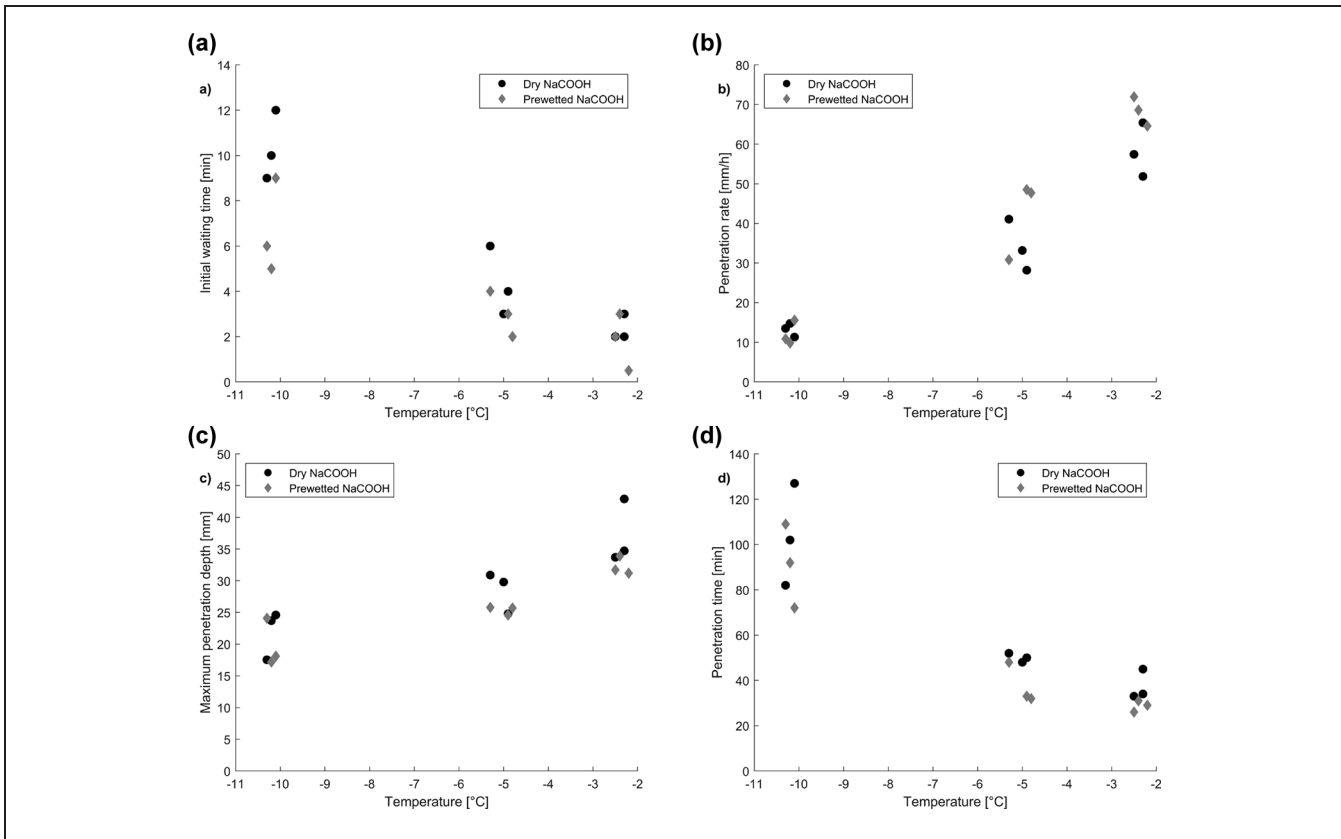 (a)
a)
Dry NaCOOH
Prewetted NaCOOH
14
12
10
8
6
4
2
0
Initial waiting time [min]
-11 -10 -9 -8 -7 -6 -5 -4 -3 -2
Temperature [°C]
(b)
b)
Dry NaCOOH
Prewetted NaCOOH
80
70
60
50
40
30
20
10
0
Penetration rate [mm/h]
-11 -10 -9 -8 -7 -6 -5 -4 -3 -2
Temperature [°C]
(c)
c)
Dry NaCOOH
Prewetted NaCOOH
50
45
40
35
30
25
20
15
10
5
0
Maximum penetration depth [mm]
-11 -10 -9 -8 -7 -6 -5 -4 -3 -2
Temperature [°C]
(d)
d)
Dry NaCOOH
Prewetted NaCOOH
140
120
100
80
60
40
20
0
Penetration time [min]
-11 -10 -9 -8 -7 -6 -5 -4 -3 -2
Temperature [°C]